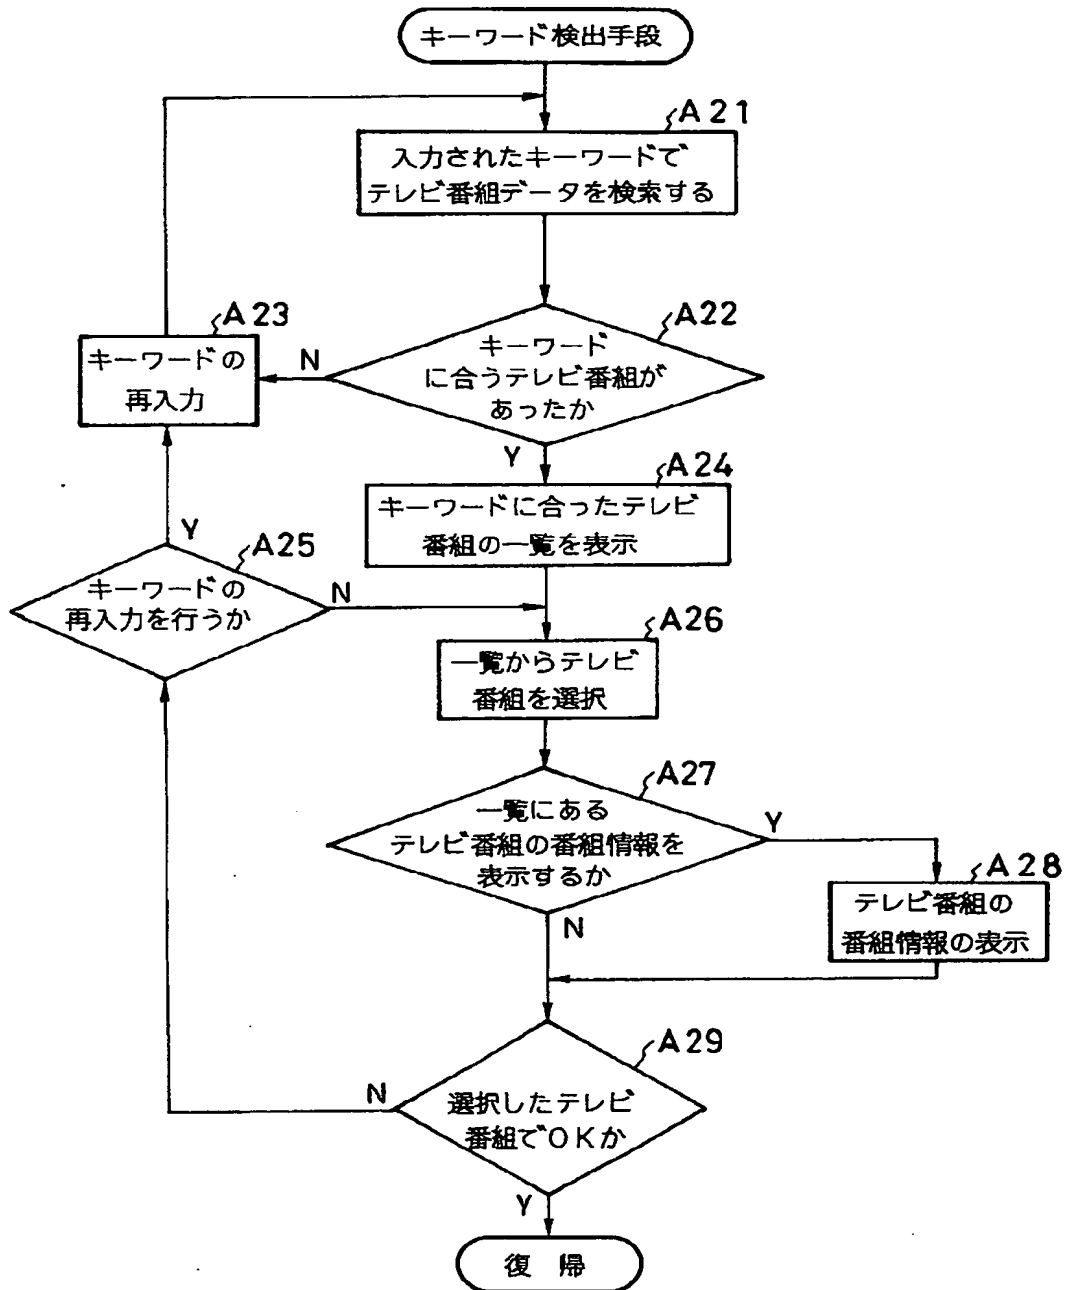 キーワード検出手段
A21
入力されたキーワードで
テレビ番組データを検索する
A22
キーワード
に合うテレビ番組が
あったか
N
A23
キーワードの
再入力
Y
A24
キーワードに合ったテレビ
番組の一覧を表示
Y
A25
キーワードの
再入力を行うか
N
A26
一覧からテレビ
番組を選択
A27
一覧にある
テレビ番組の番組情報を
表示するか
Y
A28
テレビ番組の
番組情報の表示
N
A29
選択したテレビ
番組でOKか
N
Y
復帰